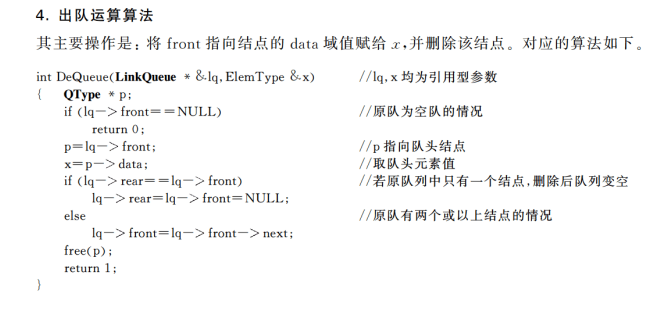 4. 出队运算算法
其主要操作是：将 front 指向结点的 data 域值赋给 x,并删除该结点。对应的算法如下。
int DeQueue(LinkQueue * &lq,ElemType &x) //lq,x 均为引用型参数
{ QType * p;
if (lq—>front==NULL) //原队为空队的情况
return 0;
p=lq—>front; //p 指向队头结点
x=p—>data; //取队头元素值
if (lq—>rear==lq—>front) //若原队列中只有一个结点,删除后队列变空
lq—>rear=lq—>front=NULL;
else //原队有两个或以上结点的情况
lq—>front=lq—>front—>next;
free(p);
return 1;
}